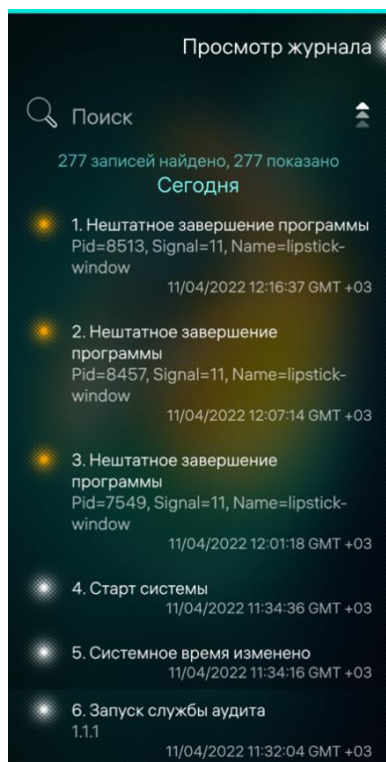 Просмотр журнала
Поиск
277 записей найдено, 277 показано
Сегодня
1. Нештатное завершение программы
Pid=8513, Signal=11, Name=lipstick-
window
11/04/2022 12:16:37 GMT +03
2. Нештатное завершение
программы
Pid=8457, Signal=11, Name=lipstick-
window
11/04/2022 12:07:14 GMT +03
3. Нештатное завершение
программы
Pid=7549, Signal=11, Name=lipstick-
window
11/04/2022 12:01:18 GMT +03
4. Старт системы
11/04/2022 11:34:36 GMT +03
5. Системное время изменено
11/04/2022 11:34:16 GMT +03
6. Запуск службы аудита
1.1.1
11/04/2022 11:32:04 GMT +03